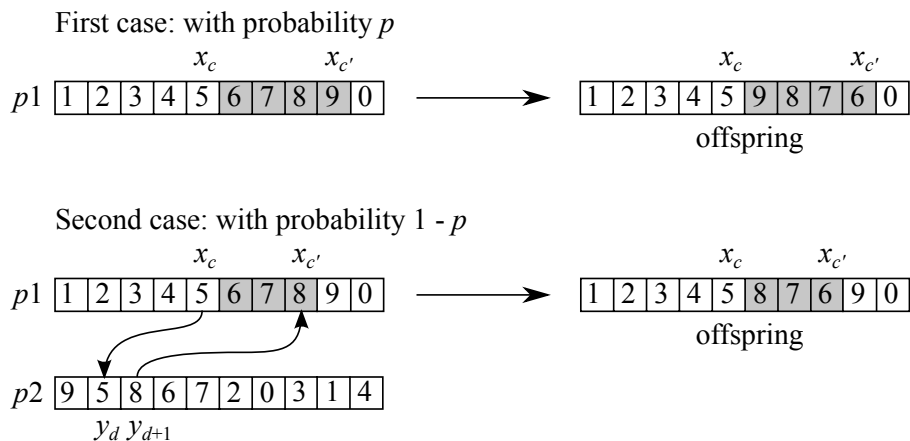 First case: with probability p
x_c x_c' x_c x_c'
p1 1 2 3 4 5 6 7 8 9 0 1 2 3 4 5 9 8 7 6 0
offspring
Second case: with probability 1 - p
x_c x_c' x_c x_c'
p1 1 2 3 4 5 6 7 8 9 0 1 2 3 4 5 8 7 6 9 0
offspring
p2 9 5 8 6 7 2 0 3 1 4
y_d y_{d+1}